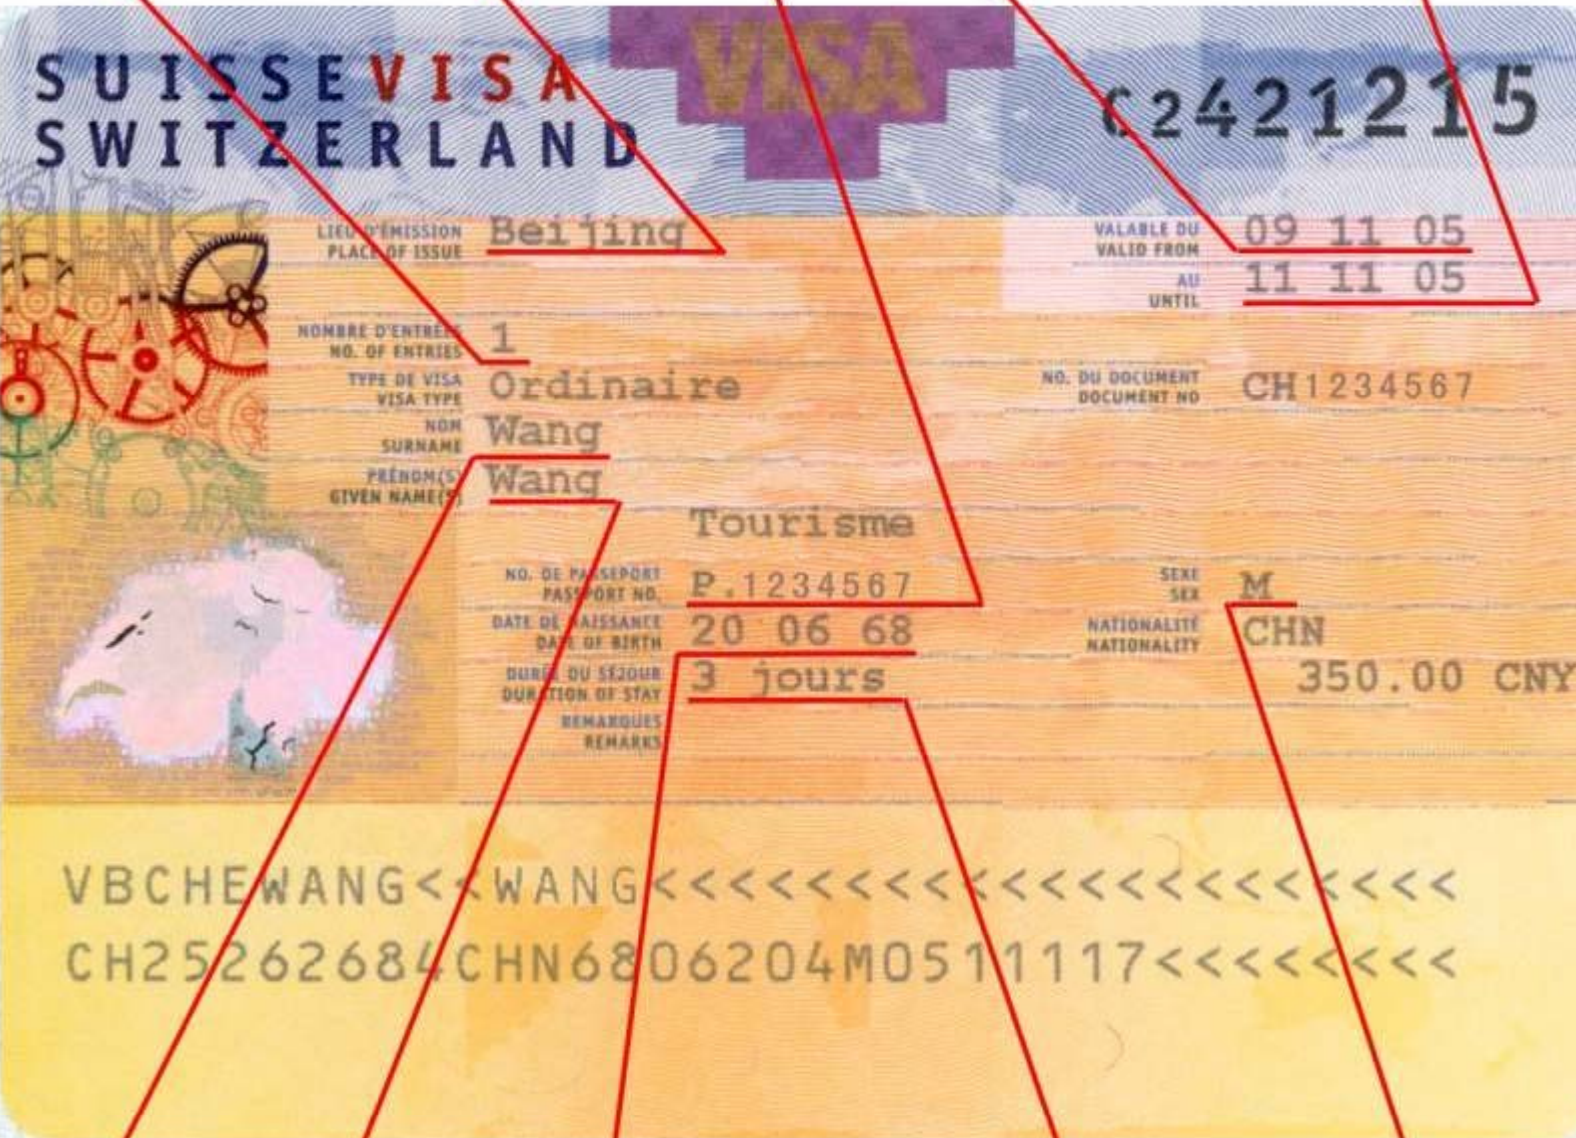 VISA
SUISSEVISA
SWITZERLAND
C2421215
LIEU D'ÉMISSION
PLACE OF ISSUE
Beijing
VALABLE DU
VALID FROM
09 11 05
AU
UNTIL
11 11 05
NOMBRE D'ENTRÉES
NO. OF ENTRIES
1
TYPE DE VISA
VISA TYPE
Ordinaire
NO. DU DOCUMENT
DOCUMENT NO
CH1234567
NOM
SURNAME
Wang
PRÉNOM(S)
GIVEN NAME(S)
Wang
Tourisme
NO. DE PASSEPORT
PASSPORT NO.
P.1234567
SEXE
SEX
M
DATE DE NAISSANCE
DATE OF BIRTH
20 06 68
NATIONALITÉ
NATIONALITY
CHN
DURÉE DU SÉJOUR
DURATION OF STAY
3 jours
350.00 CNY
REMARQUES
REMARKS
VBCHEWANG<<WANG<<<<<<<<<<<<<<<<<<<<<
CH25262684CHN6806204M0511117<<<<<<<<